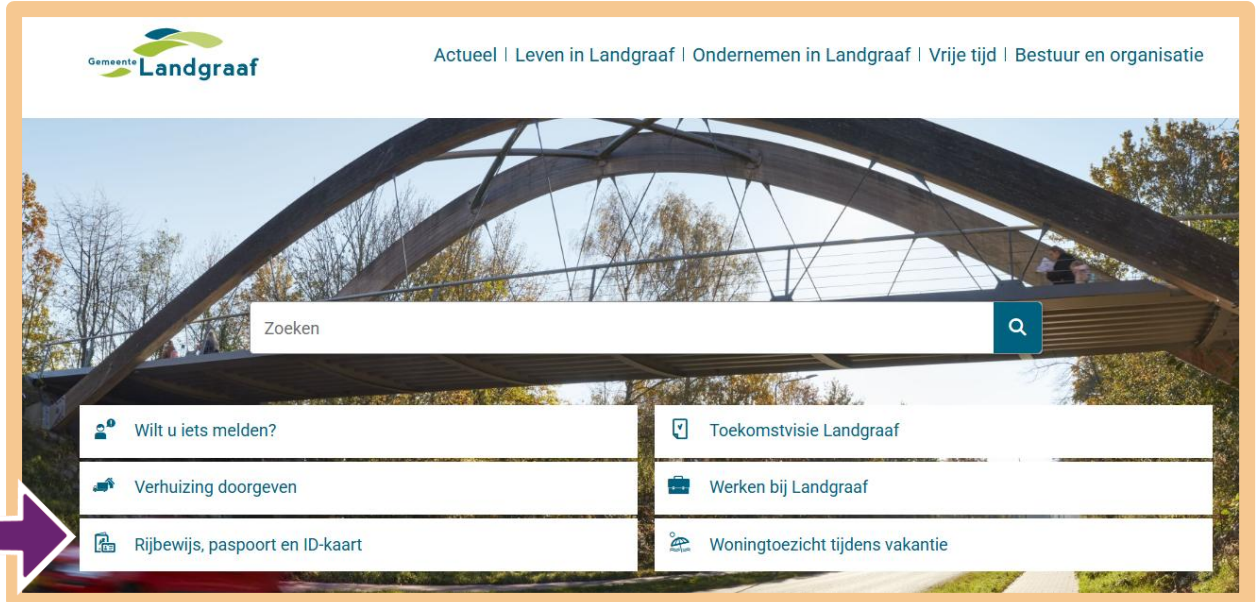 Gemeente Landgraaf
Actueel | Leven in Landgraaf | Ondernemen in Landgraaf | Vrije tijd | Bestuur en organisatie
Zoeken
Wilt u iets melden?
Toekomstvisie Landgraaf
Verhuizing doorgeven
Werken bij Landgraaf
Rijbewijs, paspoort en ID-kaart
Woningtoezicht tijdens vakantie